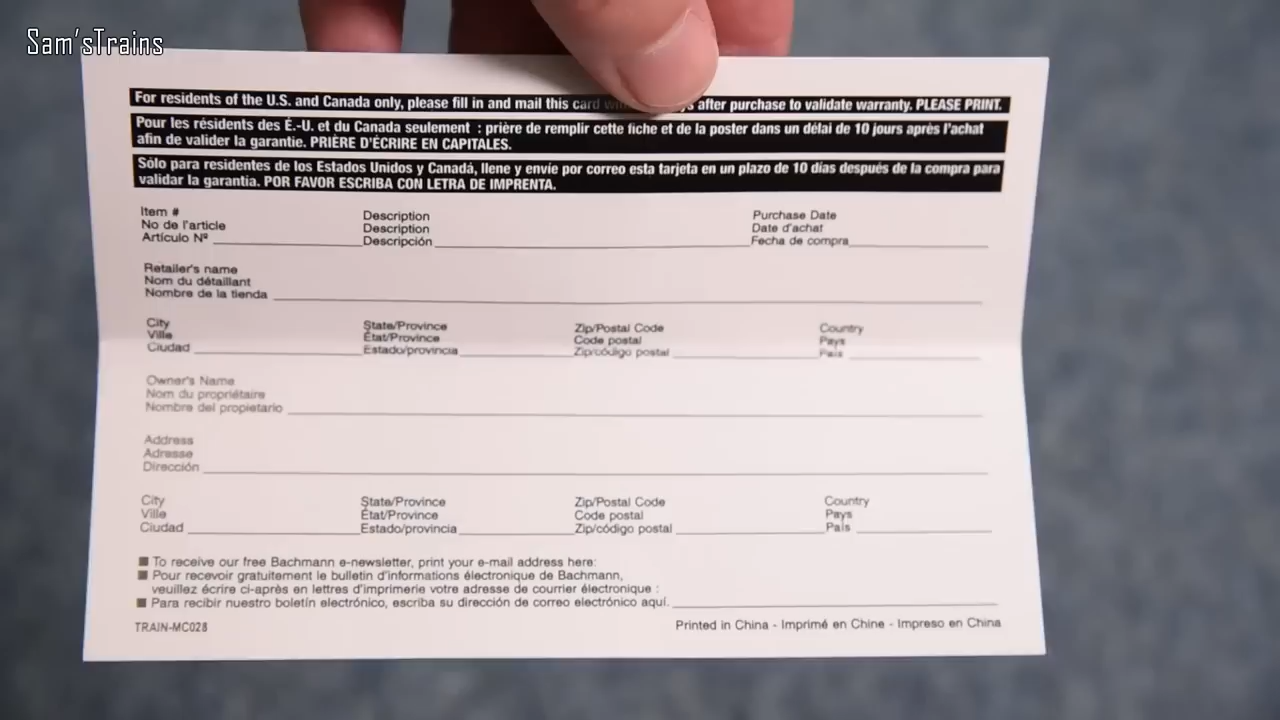 Sam'sTrains
For residents of the U.S. and Canada only, please fill in and mail this card after purchase to validate warranty. PLEASE PRINT.
Pour les résidents des É.-U. et du Canada seulement : prière de remplir cette fiche et de la poster dans un délai de 10 jours après l'achat
afin de valider la garantie. PRIÈRE D'ÉCRIRE EN CAPITALES.
Sólo para residentes de los Estados Unidos y Canadá, llene y envíe por correo esta tarjeta en un plazo de 10 días después de la compra para
validar la garantía. POR FAVOR ESCRIBA CON LETRA DE IMPRENTA.
Item # Description Purchase Date
No de l'article Description Date d'achat
Artículo Nº Descripción Fecha de compra
Retailer's name
Nom du détaillant
Nombre de la tienda
City State/Province Zip/Postal Code Country
Ville État/Province Code postal Pays
Ciudad Estado/provincia Zip/código postal País
Owner's Name
Nom du propriétaire
Nombre del propietario
Address
Adresse
Dirección
City State/Province Zip/Postal Code Country
Ville État/Province Code postal Pays
Ciudad Estado/provincia Zip/código postal País
To receive our free Bachmann e-newsletter, print your e-mail address here:
Pour recevoir gratuitement le bulletin d'informations électronique de Bachmann,
veuillez écrire ci-après en lettres d'imprimerie votre adresse de courrier électronique :
Para recibir nuestro boletín electrónico, escriba su dirección de correo electrónico aquí.
TRAIN-MC028 Printed in China - Imprimé en Chine - Impreso en China